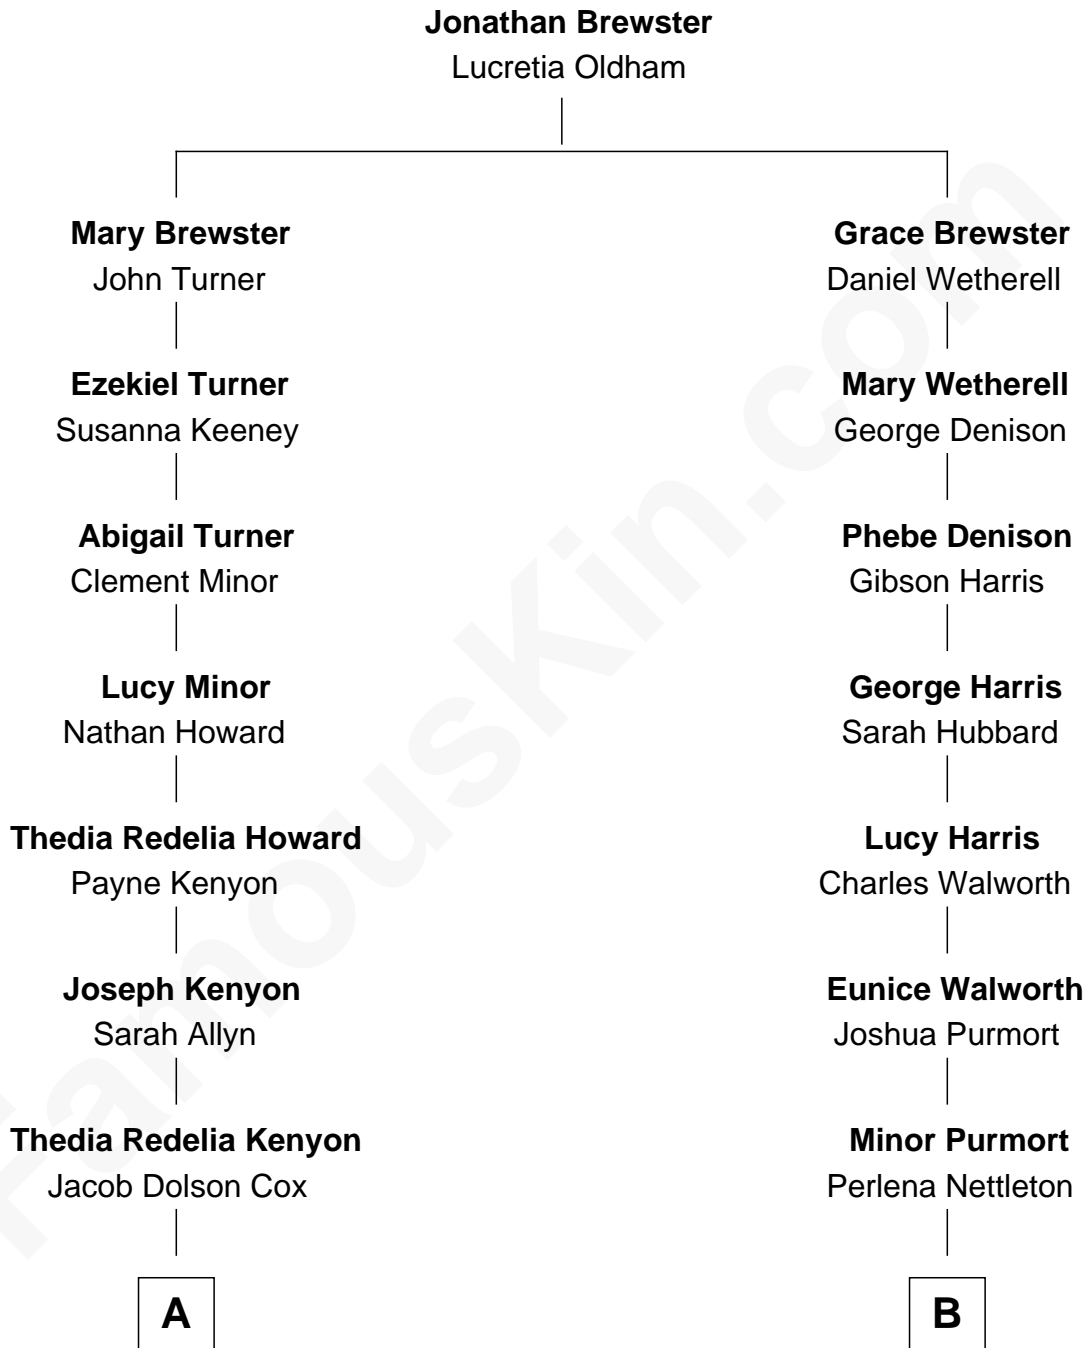 Jonathan Brewster
Lucretia Oldham
Mary Brewster
John Turner
Grace Brewster
Daniel Wetherell
Ezekiel Turner
Susanna Keeney
Mary Wetherell
George Denison
Abigail Turner
Clement Minor
Phebe Denison
Gibson Harris
Lucy Minor
Nathan Howard
George Harris
Sarah Hubbard
Thedia Redelia Howard
Payne Kenyon
Lucy Harris
Charles Walworth
Joseph Kenyon
Sarah Allyn
Eunice Walworth
Joshua Purmort
Thedia Redelia Kenyon
Jacob Dolson Cox
Minor Purmort
Perlena Nettleton
A
B
FamousKin.com